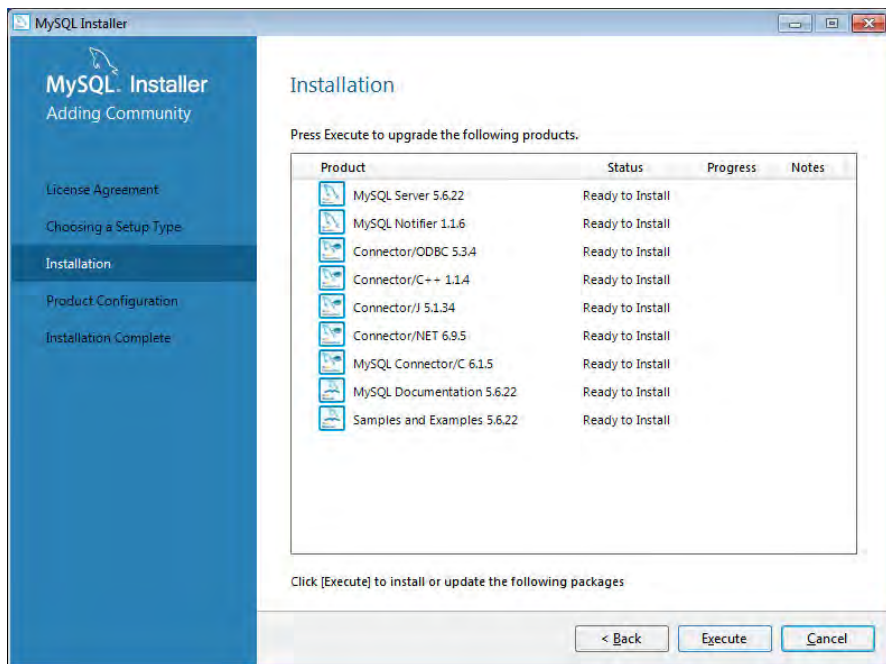 MySQL Installer
MySQL. Installer
Adding Community
License Agreement
Choosing a Setup Type
Installation
Product Configuration
Installation Complete
Installation
Press Execute to upgrade the following products.
Product Status Progress Notes
MySQL Server 5.6.22 Ready to Install
MySQL Notifier 1.1.6 Ready to Install
Connector/ODBC 5.3.4 Ready to Install
Connector/C++ 1.1.4 Ready to Install
Connector/J 5.1.34 Ready to Install
Connector/NET 6.9.5 Ready to Install
MySQL Connector/C 6.1.5 Ready to Install
MySQL Documentation 5.6.22 Ready to Install
Samples and Examples 5.6.22 Ready to Install
Click [Execute] to install or update the following packages
< Back Execute Cancel